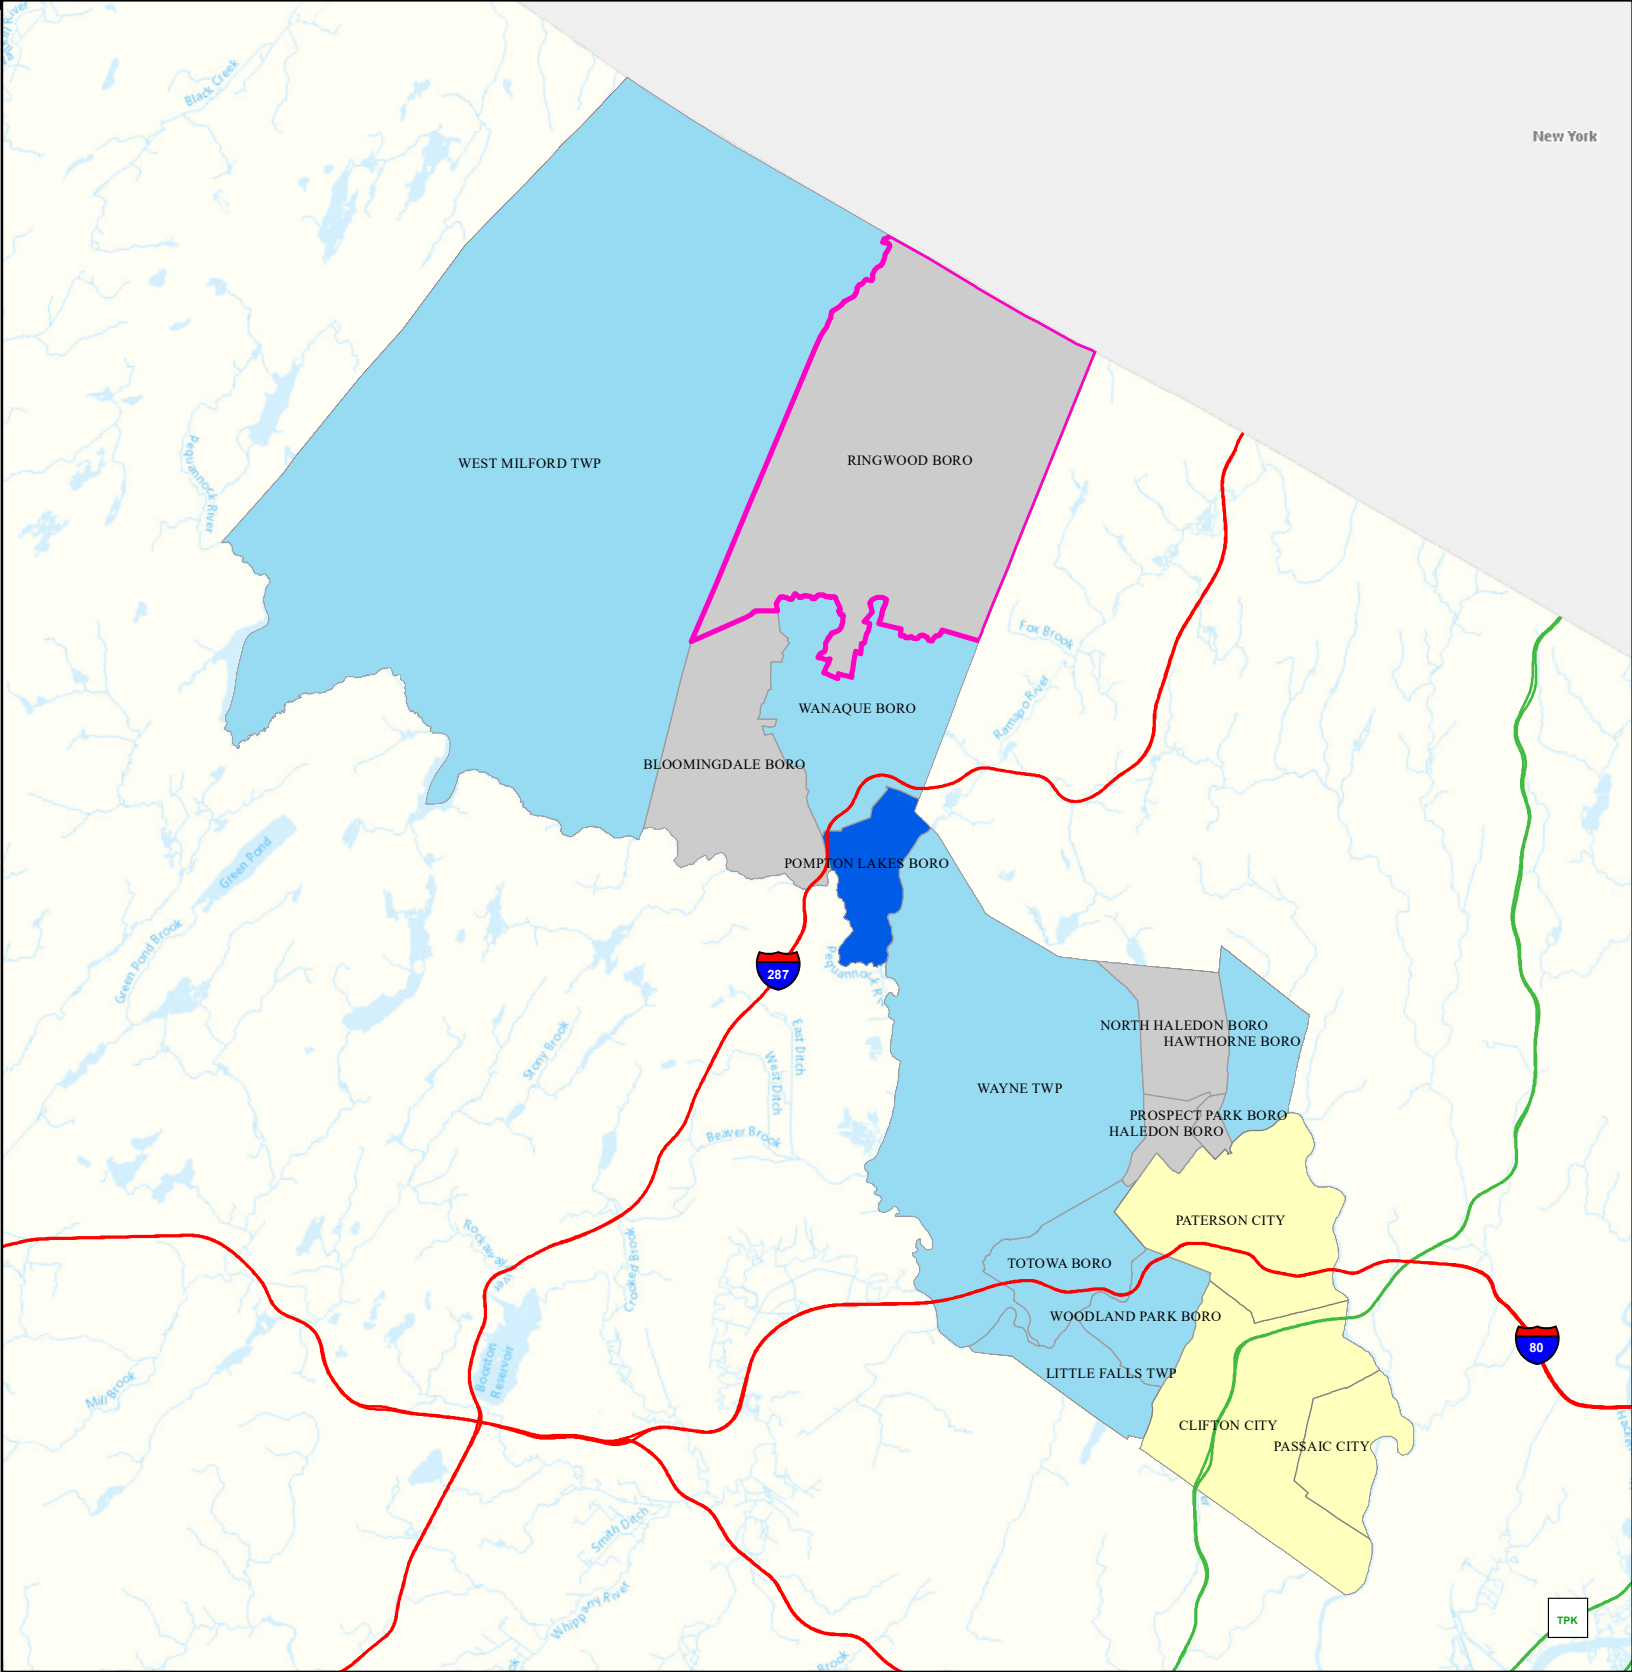 Black Creek
New York
WEST MILFORD TWP
RINGWOOD BORO
Pequannock River
Fox Brook
Ramapo River
WANAQUE BORO
BLOOMINGDALE BORO
POMPTON LAKES BORO
Green Pond
Green Pond Brook
287
NORTH HALEDON BORO
HAWTHORNE BORO
Stony Brook
East Ditch
West Ditch
WAYNE TWP
PROSPECT PARK BORO
HALEDON BORO
Beaver Brook
PATERSON CITY
Crooked Brook
TOTOWA BORO
WOODLAND PARK BORO
80
Boonton
Reservoir
LITTLE FALLS TWP
Mill Brook
CLIFTON CITY
PASSAIC CITY
Smith Ditch
Whippany River
TPK
Brook